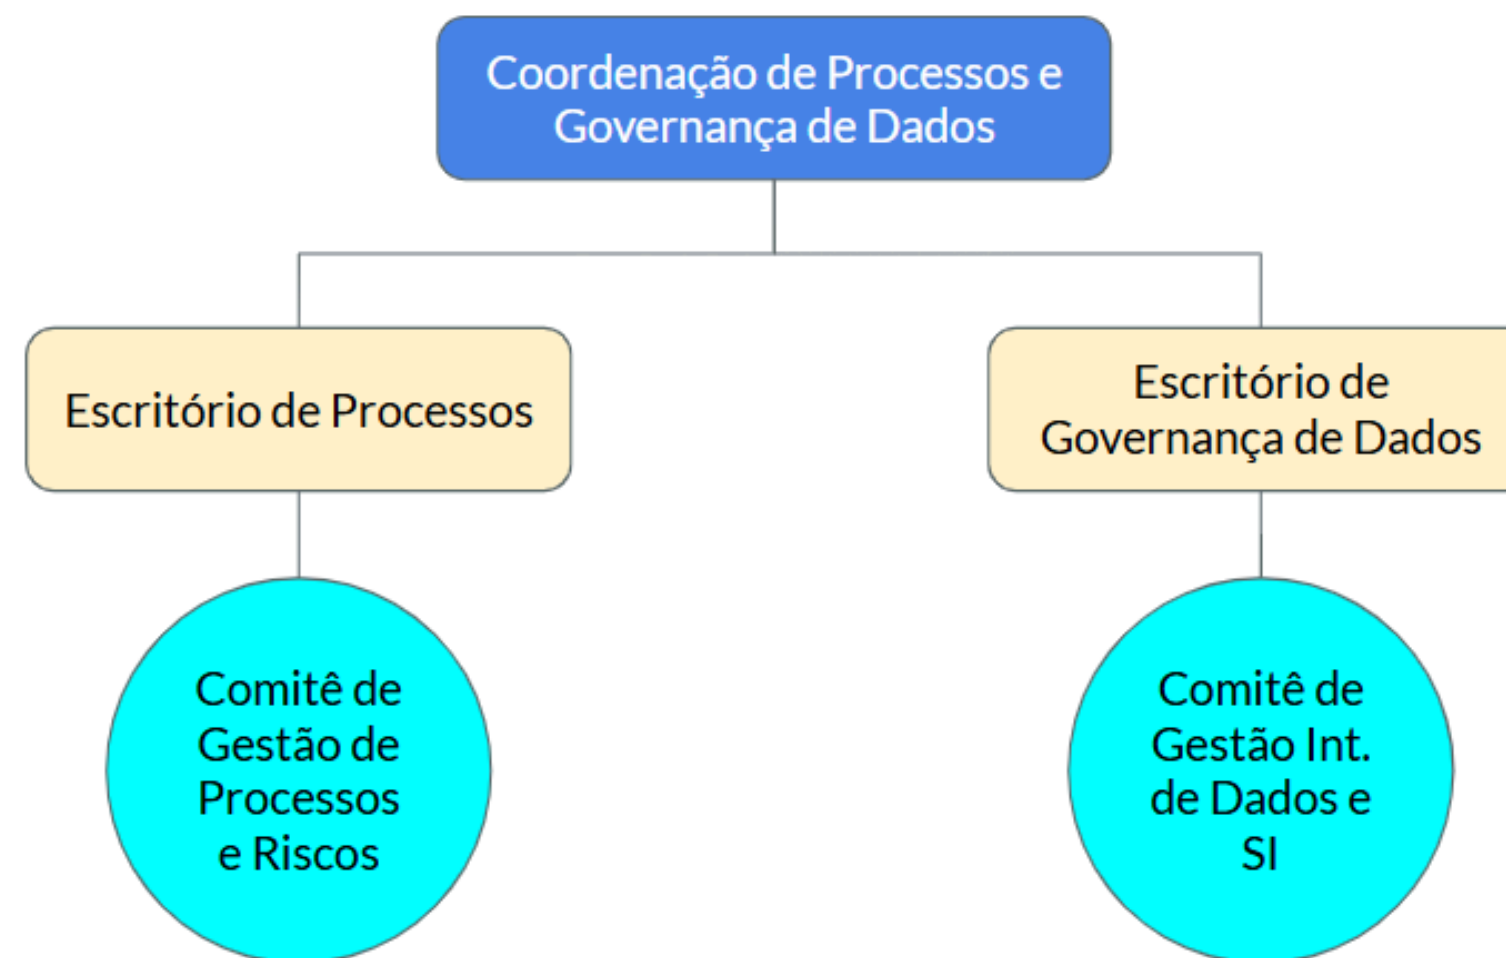 Coordenação de Processos e
Governança de Dados
Escritório de Processos
Escritório de
Governança de Dados
Comitê de
Gestão de
Processos
e Riscos
Comitê de
Gestão Int.
de Dados e
SI